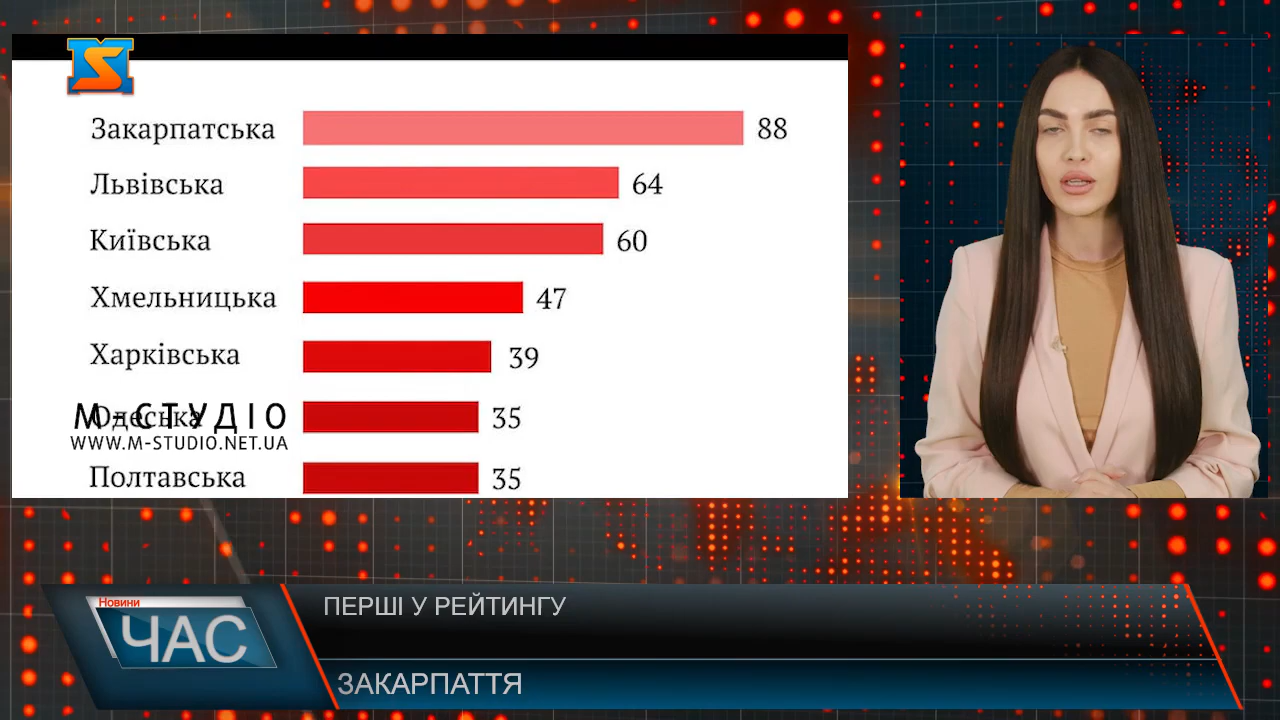 Закарпатська 88
Львівська 64
Київська 60
Хмельницька 47
Харківська 39
Одеська 35
М-СТУДІО
WWW.M-STUDIO.NET.UA
Полтавська 35
Новини
ЧАС
ПЕРШІ У РЕЙТИНГУ
ЗАКАРПАТТЯ